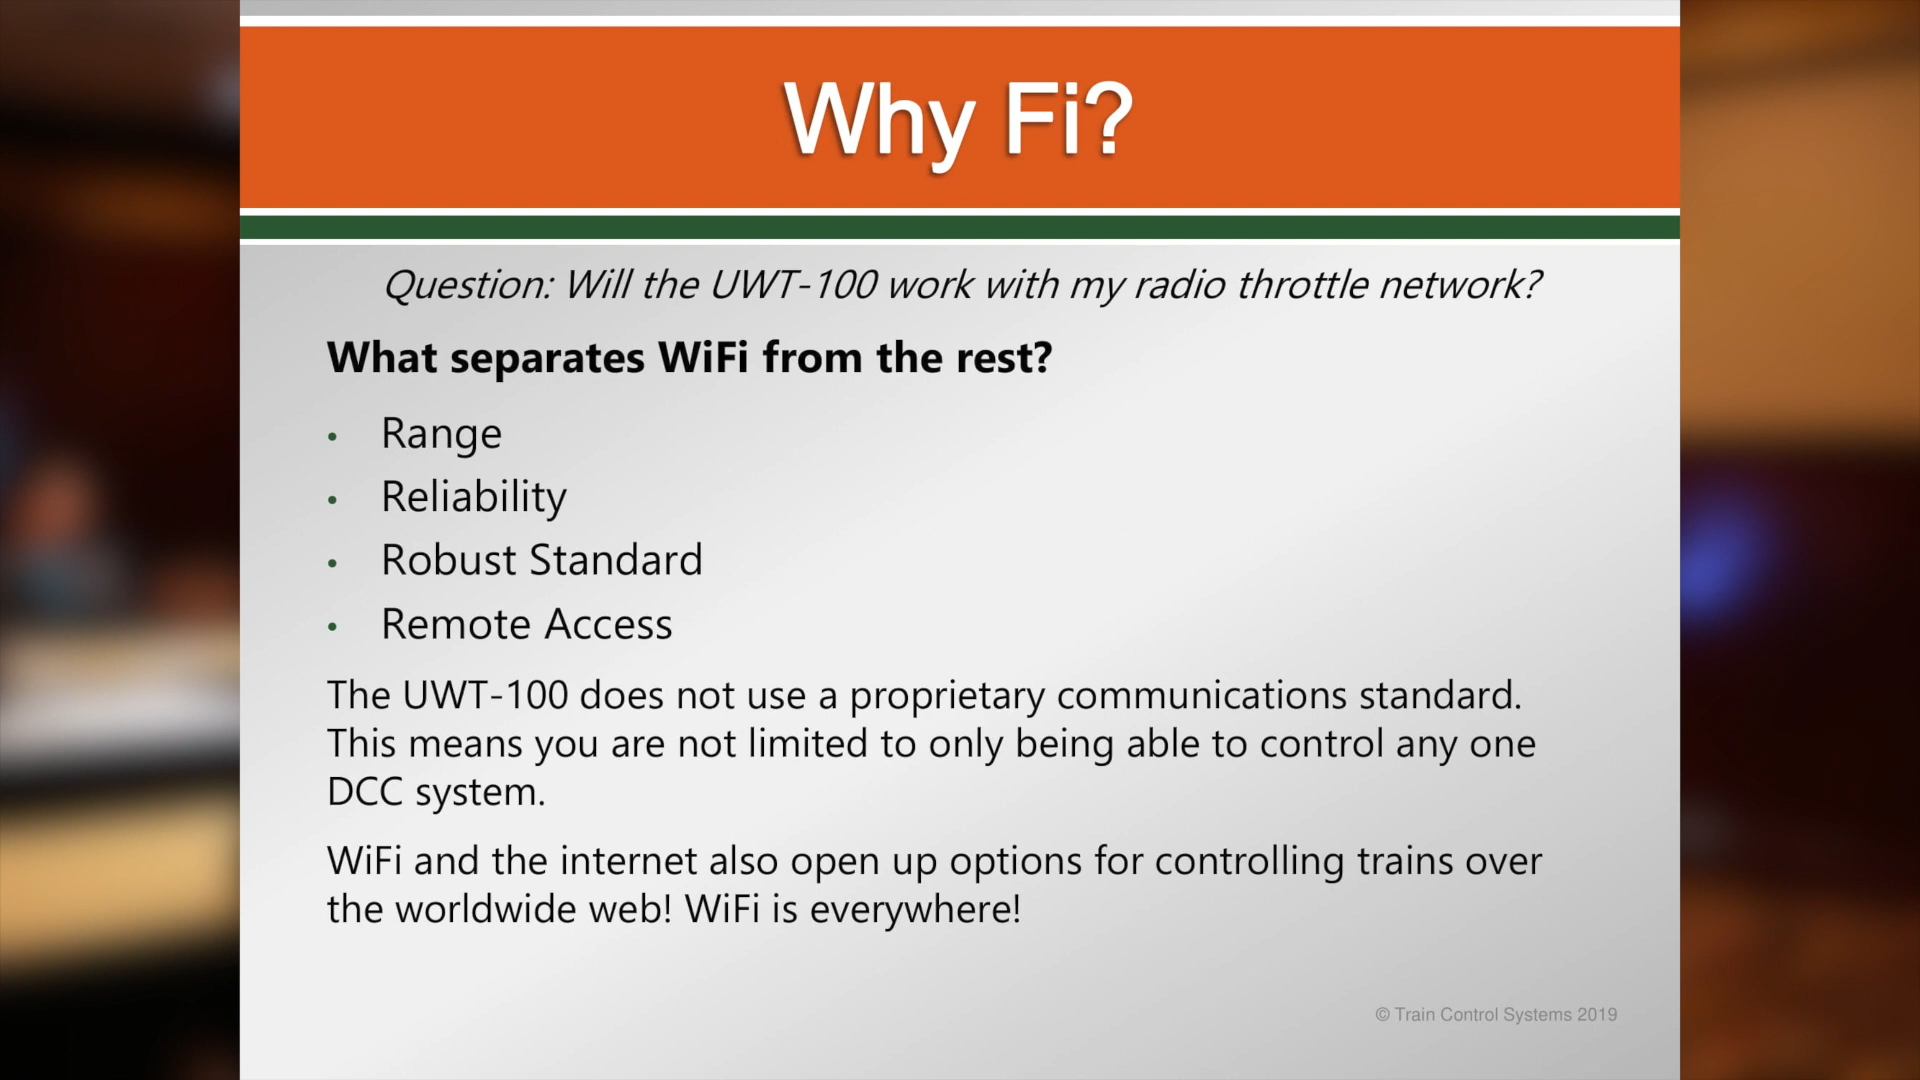 Why Fi?
Question: Will the UWT-100 work with my radio throttle network?
What separates WiFi from the rest?
• Range
• Reliability
• Robust Standard
• Remote Access
The UWT-100 does not use a proprietary communications standard.
This means you are not limited to only being able to control any one
DCC system.
WiFi and the internet also open up options for controlling trains over
the worldwide web! WiFi is everywhere!
© Train Control Systems 2019